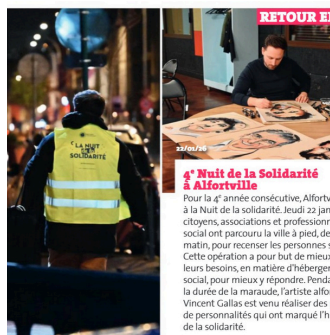 LA NUIT
DE LA
SOLIDARITÉ
RETOUR E
22/01/26
4e Nuit de la Solidarité
à Alfortville
Pour la 4e année consécutive, Alfortv
à la Nuit de la solidarité. Jeudi 22 jan
citoyens, associations et professionn
social ont parcouru la ville à pied, de
matin, pour recenser les personnes s
Cette opération a pour but de mieux
leurs besoins, en matière d'héberger
social, pour mieux y répondre. Penda
la durée de la maraude, l'artiste alfo
Vincent Gallas est venu réaliser des
de personnalités qui ont marqué l'h
de la solidarité.